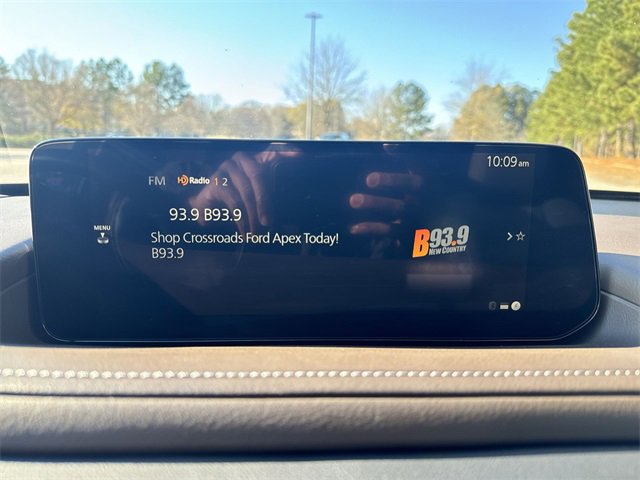 10:09 am
FM HD Radio 1 2
93.9 B93.9
MENU
Shop Crossroads Ford Apex Today!
B93.9
B93.9
NEW COUNTRY